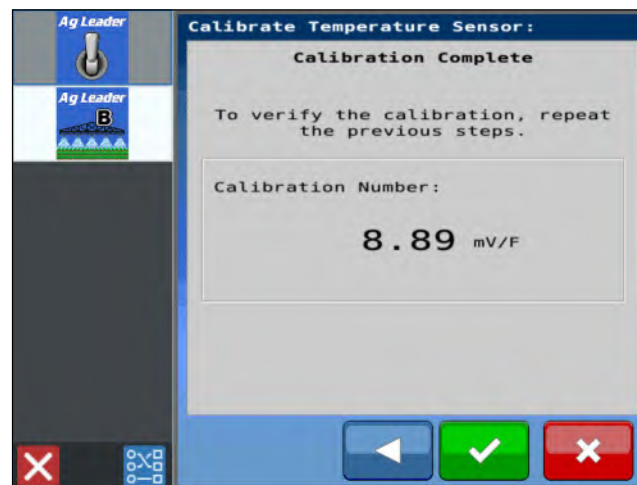 Ag Leader
Calibrate Temperature Sensor:
Calibration Complete
Ag Leader
B
To verify the calibration, repeat
the previous steps.
Calibration Number:
8.89 mV/F